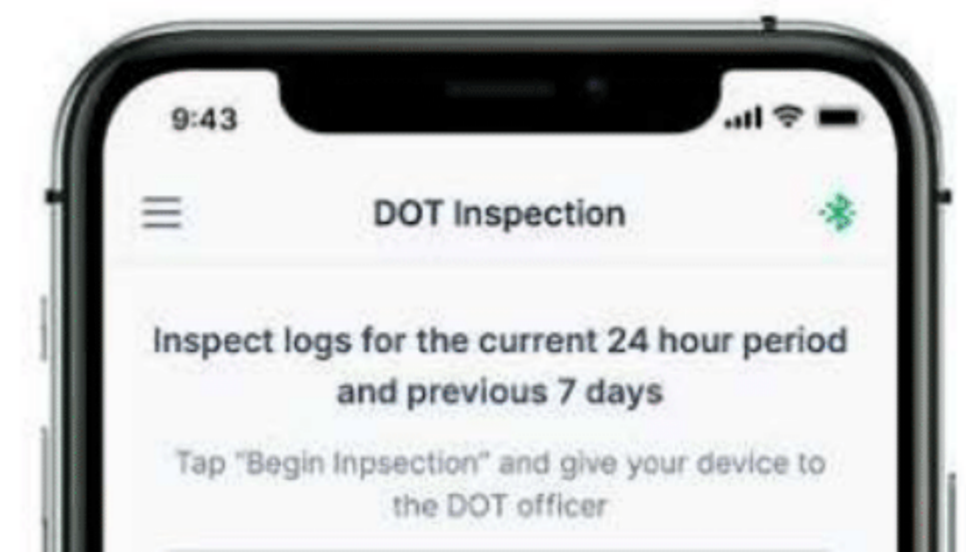 9:43
DOT Inspection
Inspect logs for the current 24 hour period
and previous 7 days
Tap "Begin Inpsection" and give your device to
the DOT officer